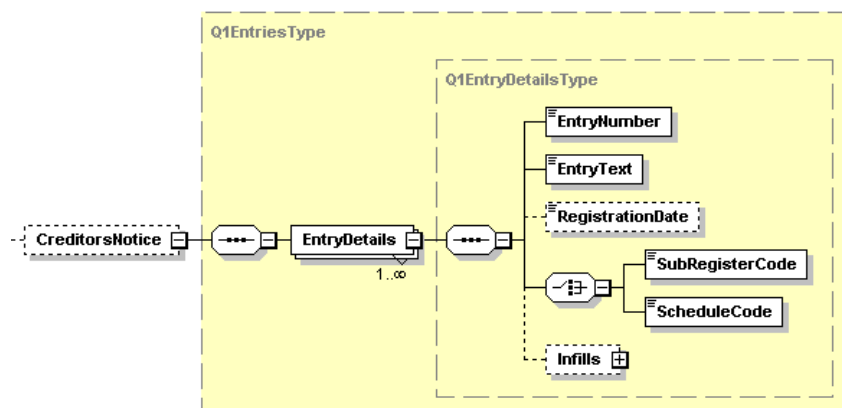 Q1EntriesType
Q1EntryDetailsType
EntryNumber
EntryText
RegistrationDate
CreditorsNotice
EntryDetails
1..∞
SubRegisterCode
ScheduleCode
Infills